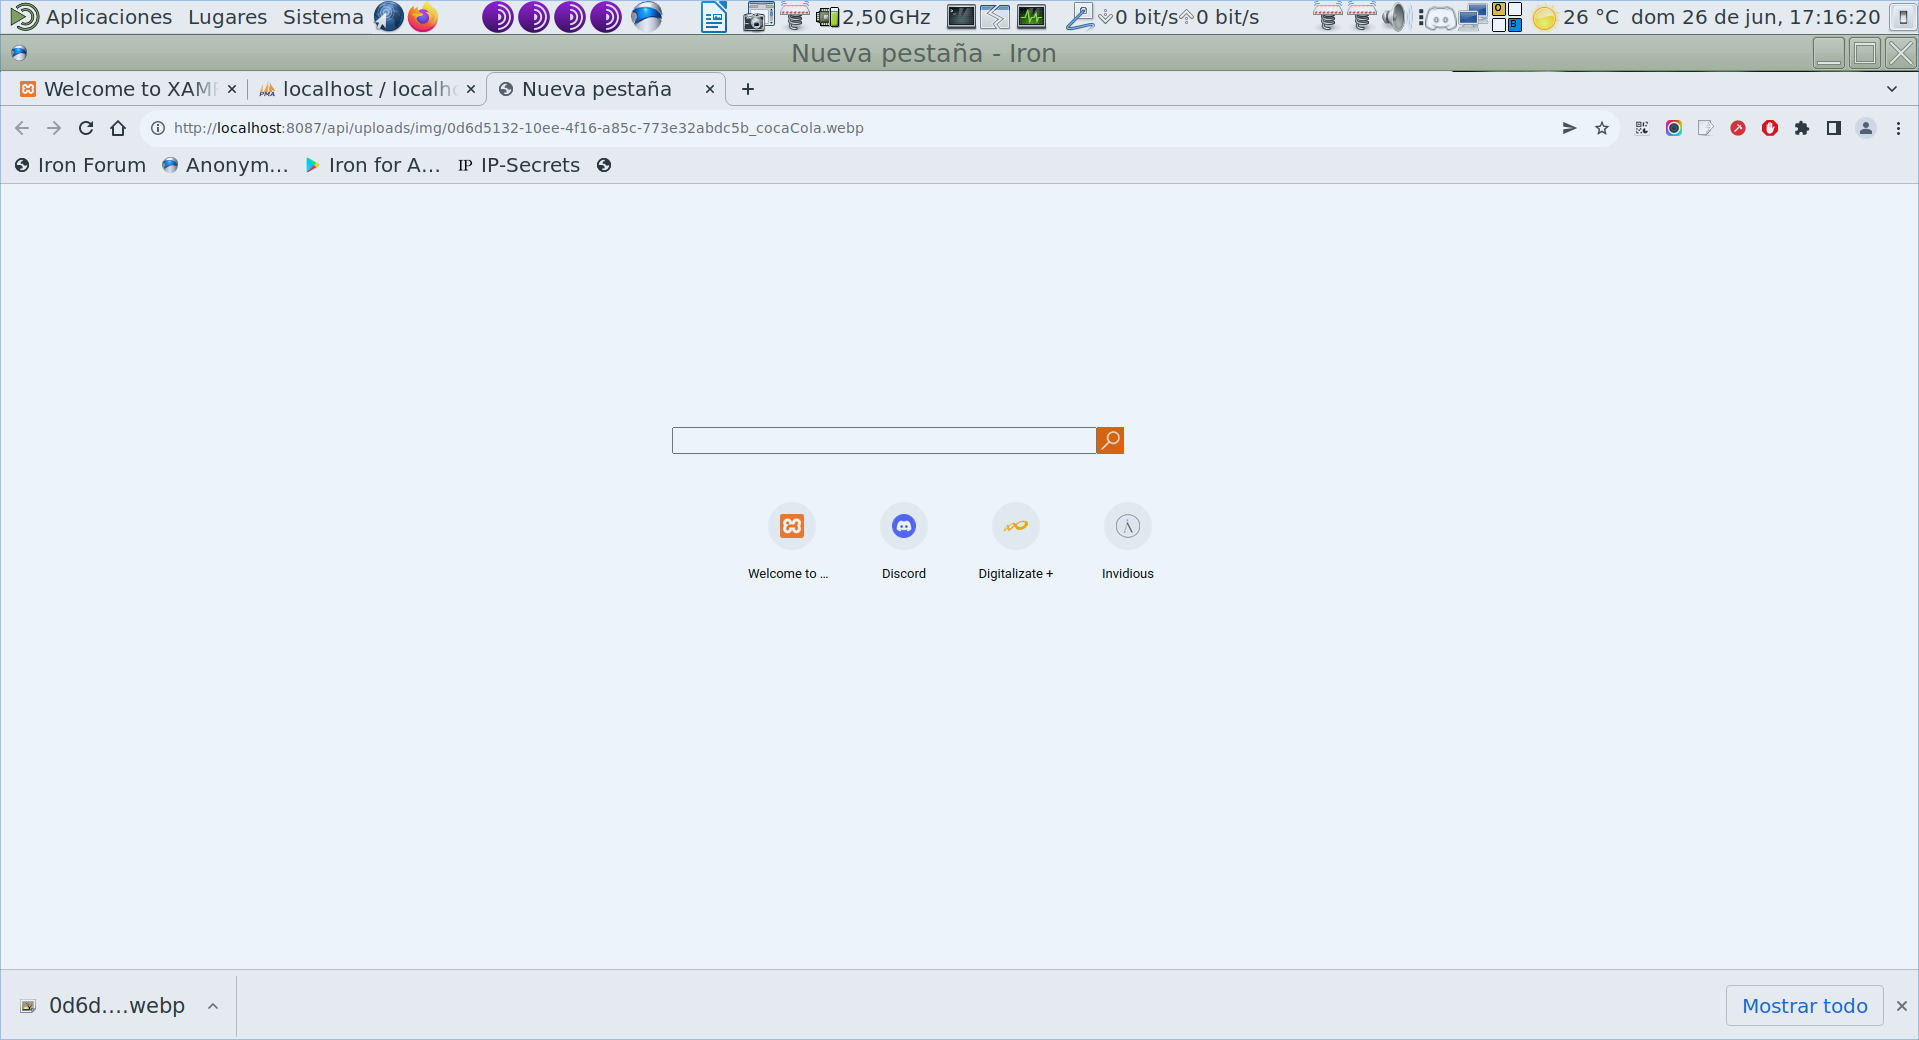 Aplicaciones Lugares Sistema 2,50GHz 0 bit/s 0 bit/s 26 °C dom 26 de jun, 17:16:20
Nueva pestaña - Iron
Welcome to XAM localhost / localh Nueva pestaña
http://localhost:8087/api/uploads/img/0d6d5132-10ee-4f16-a85c-773e32abdc5b_cocaCola.webp
Iron Forum Anonym... Iron for A... IP IP-Secrets
Welcome to ... Discord Digitalizate + Invidious
0d6d....webp Mostrar todo